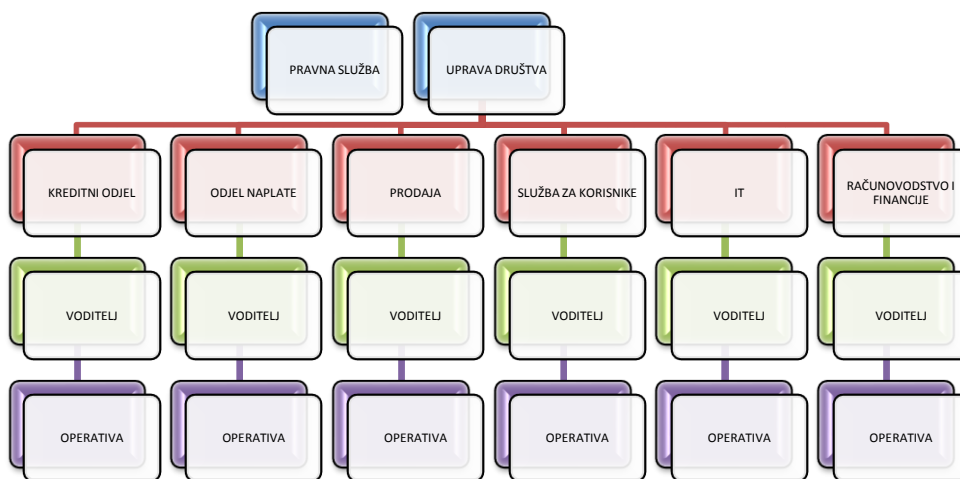 PRAVNA SLUŽBA
UPRAVA DRUŠTVA
KREDITNI ODJEL
ODJEL NAPLATE
PRODAJA
SLUŽBA ZA KORISNIKE
IT
RAČUNOVODSTVO I
FINANCIJE
VODITELJ
VODITELJ
VODITELJ
VODITELJ
VODITELJ
VODITELJ
OPERATIVA
OPERATIVA
OPERATIVA
OPERATIVA
OPERATIVA
OPERATIVA